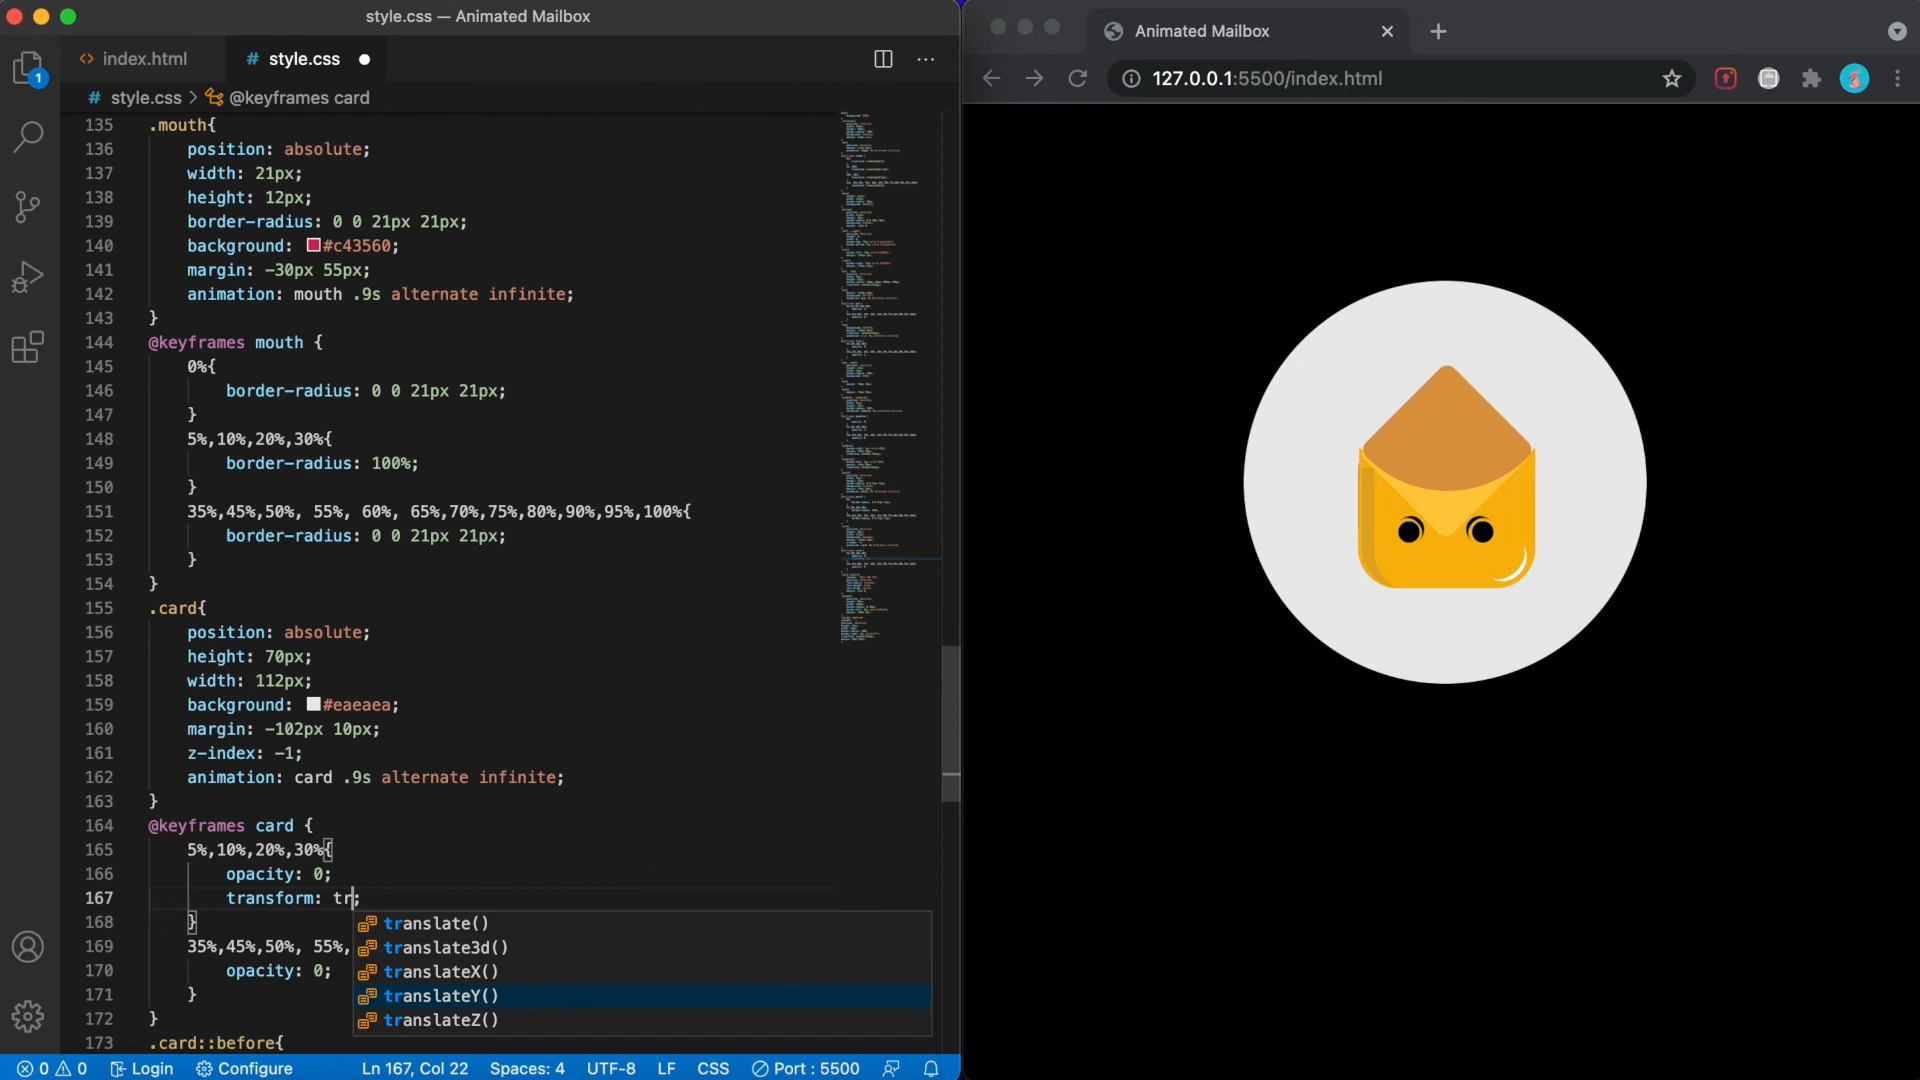 style.css — Animated Mailbox
index.html
# style.css
# style.css > @keyframes card
1
135 .mouth{
136 position: absolute;
137 width: 21px;
138 height: 12px;
139 border-radius: 0 0 21px 21px;
140 background: #c43560;
141 margin: -30px 55px;
142 animation: mouth .9s alternate infinite;
143 }
144 @keyframes mouth {
145 0%{
146 border-radius: 0 0 21px 21px;
147 }
148 5%,10%,20%,30%{
149 border-radius: 100%;
150 }
151 35%,45%,50%, 55%, 60%, 65%,70%,75%,80%,90%,95%,100%{
152 border-radius: 0 0 21px 21px;
153 }
154 }
155 .card{
156 position: absolute;
157 height: 70px;
158 width: 112px;
159 background: #eaeaea;
160 margin: -102px 10px;
161 z-index: -1;
162 animation: card .9s alternate infinite;
163 }
164 @keyframes card {
165 5%,10%,20%,30%{
166 opacity: 0;
167 transform: tr;
168 }
169 35%,45%,50%, 55%,
170 opacity: 0;
171 }
172 }
173 .card::before{
translate()
translate3d()
translateX()
translateY()
translateZ()
0 0 Login Configure Ln 167, Col 22 Spaces: 4 UTF-8 LF CSS Port : 5500
Animated Mailbox
127.0.0.1:5500/index.html